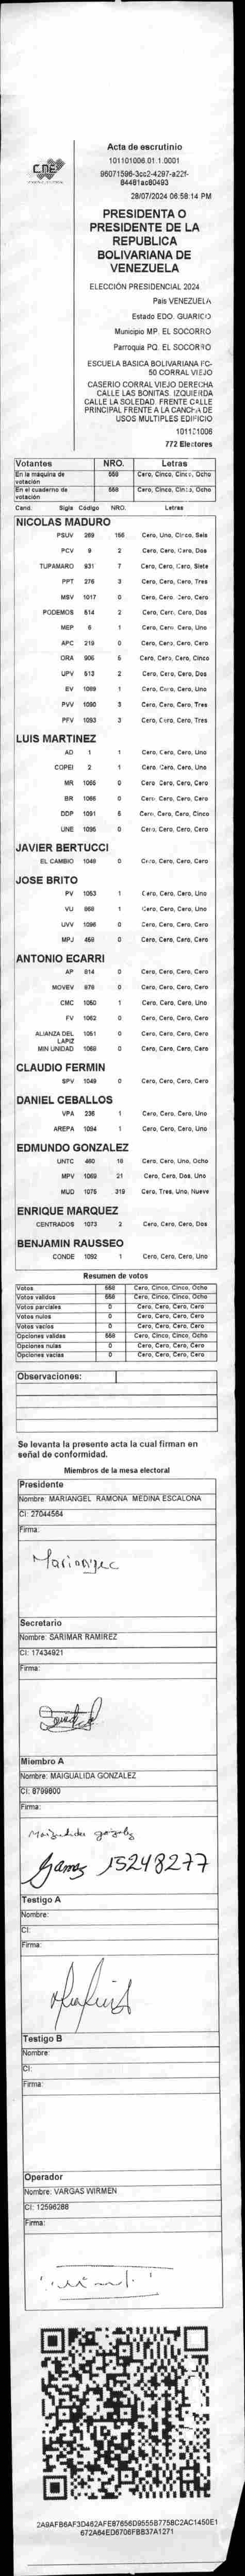 CNE
Acta de escrutinio
101101006.01.1.0001
96071596-3cc2-4297-a22f-
84481ac80493
28/07/2024 06:58:14 PM
PRESIDENTA O
PRESIDENTE DE LA
REPUBLICA
BOLIVARIANA DE
VENEZUELA
ELECCIÓN PRESIDENCIAL 2024
País VENEZUELA
Estado EDO. GUARICO
Municipio MP. EL SOCORRO
Parroquia PQ. EL SOCORRO
ESCUELA BASICA BOLIVARIANA FC-
50 CORRAL VIEJO
CASERIO CORRAL VIEJO DERECHA
CALLE LAS BONITAS. IZQUIERDA
CALLE LA SOLEDAD. FRENTE CALLE
PRINCIPAL FRENTE A LA CANCHA DE
USOS MULTIPLES EDIFICIO
101101006
772 Electores
Votantes NRO. Letras
En la maquina de votación 558 Cero, Cinco, Cinco, Ocho
En el cuaderno de votación 558 Cero, Cinco, Cinco, Ocho
Cand. Sigla Código NRO. Letras
NICOLAS MADURO
PSUV 269 156 Cero, Uno, Cinco, Seis
PCV 9 2 Cero, Cero, Cero, Dos
TUPAMARO 931 7 Cero, Cero, Cero, Siete
PPT 276 3 Cero, Cero, Cero, Tres
MSV 1017 0 Cero, Cero, Cero, Cero
PODEMOS 514 2 Cero, Cero, Cero, Dos
MEP 6 1 Cero, Cero, Cero, Uno
APC 219 0 Cero, Cero, Cero, Cero
ORA 906 5 Cero, Cero, Cero, Cinco
UPV 513 2 Cero, Cero, Cero, Dos
EV 1089 1 Cero, Cero, Cero, Uno
PVV 1090 3 Cero, Cero, Cero, Tres
PFV 1093 3 Cero, Cero, Cero, Tres
LUIS MARTINEZ
AD 1 1 Cero, Cero, Cero, Uno
COPEI 2 1 Cero, Cero, Cero, Uno
MR 1065 0 Cero, Cero, Cero, Cero
BR 1066 0 Cero, Cero, Cero, Cero
DDP 1091 5 Cero, Cero, Cero, Cinco
UNE 1095 0 Cero, Cero, Cero, Cero
JAVIER BERTUCCI
EL CAMBIO 1049 0 Cero, Cero, Cero, Cero
JOSE BRITO
PV 1053 1 Cero, Cero, Cero, Uno
VU 868 1 Cero, Cero, Cero, Uno
UVV 1096 0 Cero, Cero, Cero, Cero
MPJ 459 0 Cero, Cero, Cero, Cero
ANTONIO ECARRI
AP 814 0 Cero, Cero, Cero, Cero
MOVEV 978 0 Cero, Cero, Cero, Cero
CMC 1050 1 Cero, Cero, Cero, Uno
FV 1062 0 Cero, Cero, Cero, Cero
ALIANZA DEL LAPIZ 1051 0 Cero, Cero, Cero, Cero
MIN UNIDAD 1068 0 Cero, Cero, Cero, Cero
CLAUDIO FERMIN
SPV 1049 0 Cero, Cero, Cero, Cero
DANIEL CEBALLOS
VPA 236 1 Cero, Cero, Cero, Uno
AREPA 1094 1 Cero, Cero, Cero, Uno
EDMUNDO GONZALEZ
UNTC 460 18 Cero, Cero, Uno, Ocho
MPV 1069 21 Cero, Cero, Dos, Uno
MUD 1075 319 Cero, Tres, Uno, Nueve
ENRIQUE MARQUEZ
CENTRADOS 1073 2 Cero, Cero, Cero, Dos
BENJAMIN RAUSSEO
CONDE 1092 1 Cero, Cero, Cero, Uno
Resumen de votos
Votos 558 Cero, Cinco, Cinco, Ocho
Votos validos 558 Cero, Cinco, Cinco, Ocho
Votos parciales 0 Cero, Cero, Cero, Cero
Votos nulos 0 Cero, Cero, Cero, Cero
Votos vacios 0 Cero, Cero, Cero, Cero
Opciones validas 558 Cero, Cinco, Cinco, Ocho
Opciones nulas 0 Cero, Cero, Cero, Cero
Opciones vacias 0 Cero, Cero, Cero, Cero
Observaciones:
Se levanta la presente acta la cual firman en
señal de conformidad.
Miembros de la mesa electoral
Presidente
Nombre: MARIANGEL RAMONA MEDINA ESCALONA
CI: 27044564
Firma:
Secretario
Nombre: SARIMAR RAMIREZ
CI: 17434921
Firma:
Miembro A
Nombre: MAIGUALIDA GONZALEZ
CI: 8799800
Firma:
15248277
Testigo A
Nombre:
CI:
Firma:
Testigo B
Nombre:
CI:
Firma:
Operador
Nombre: VARGAS WIRMEN
CI: 12596288
Firma:
2A9AFB6AF3D462AFE87656D9555B7758C2AC1450E1
672A64ED6706FBB37A1271